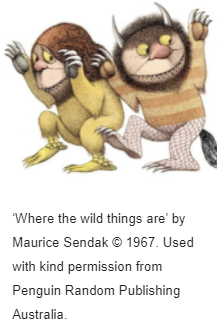 ‘Where the wild things are’ by
Maurice Sendak © 1967. Used
with kind permission from
Penguin Random Publishing
Australia.